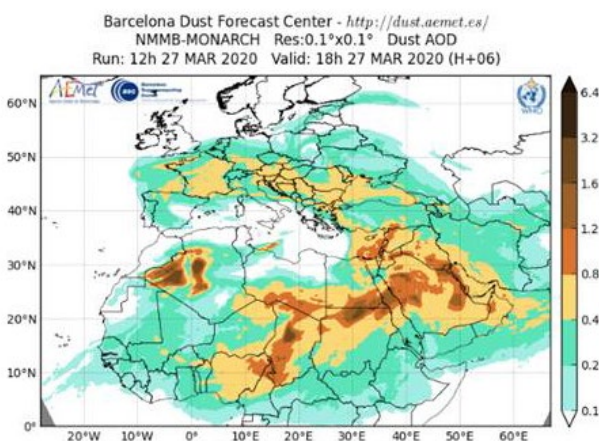 Barcelona Dust Forecast Center - http://dust.aemet.es/
NMMB-MONARCH Res:0.1°x0.1° Dust AOD
Run: 12h 27 MAR 2020 Valid: 18h 27 MAR 2020 (H+06)
AEMet
BSC
WMO
60°N
50°N
40°N
30°N
20°N
10°N
0°
20°W 10°W 0° 10°E 20°E 30°E 40°E 50°E 60°E
6.4
3.2
1.6
1.2
0.8
0.4
0.2
0.1